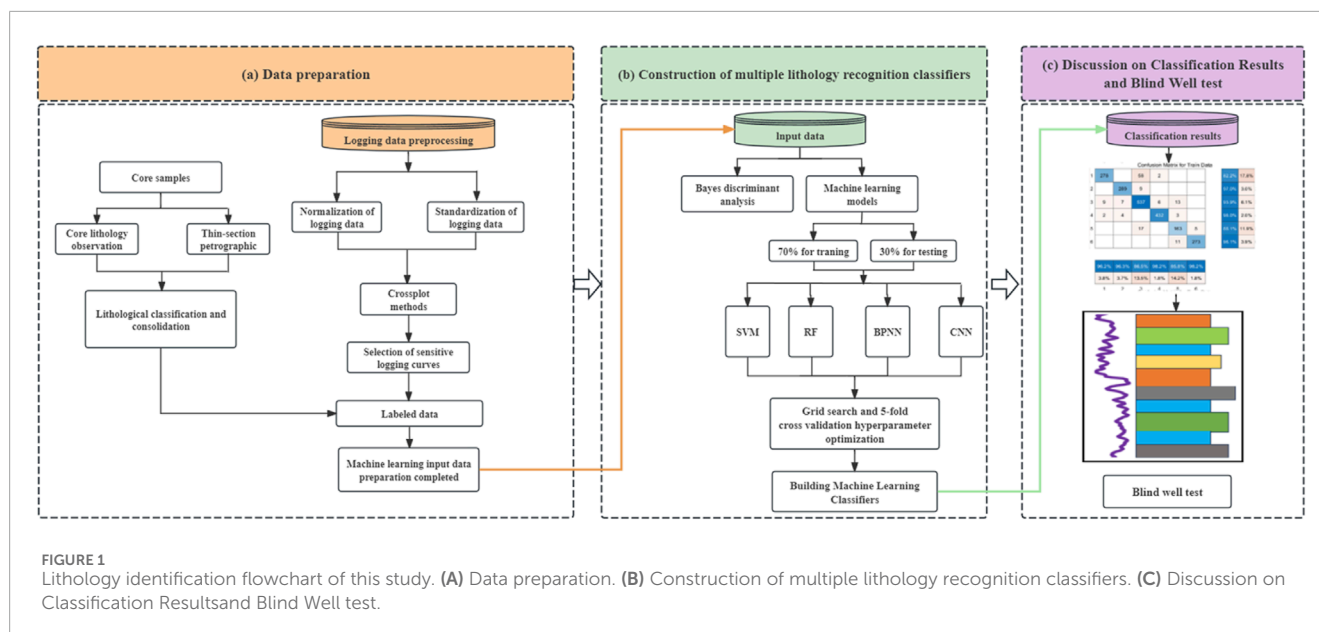 (a) Data preparation
Logging data preprocessing
Core samples
Core lithology
observation
Thin-section
petrographic
Normalization of
logging data
Standardization of
logging data
Lithological classification and
consolidation
Crossplot
methods
Selection of sensitive
logging curves
Labeled data
Machine learning input data
preparation completed
(b) Construction of multiple lithology recognition classifiers
Input data
Bayes discriminant
analysis
Machine learning
models
70% for traning
30% for testing
SVM
RF
BPNN
CNN
Grid search and 5-fold
cross validation hyperparameter
optimization
Building Machine Learning
Classifiers
(c) Discussion on Classification Results
and Blind Well test
Classification results
Confusion Matrix for Train Data
Blind well test
FIGURE 1
Lithology identification flowchart of this study. (A) Data preparation. (B) Construction of multiple lithology recognition classifiers. (C) Discussion on
Classification Resultsand Blind Well test.